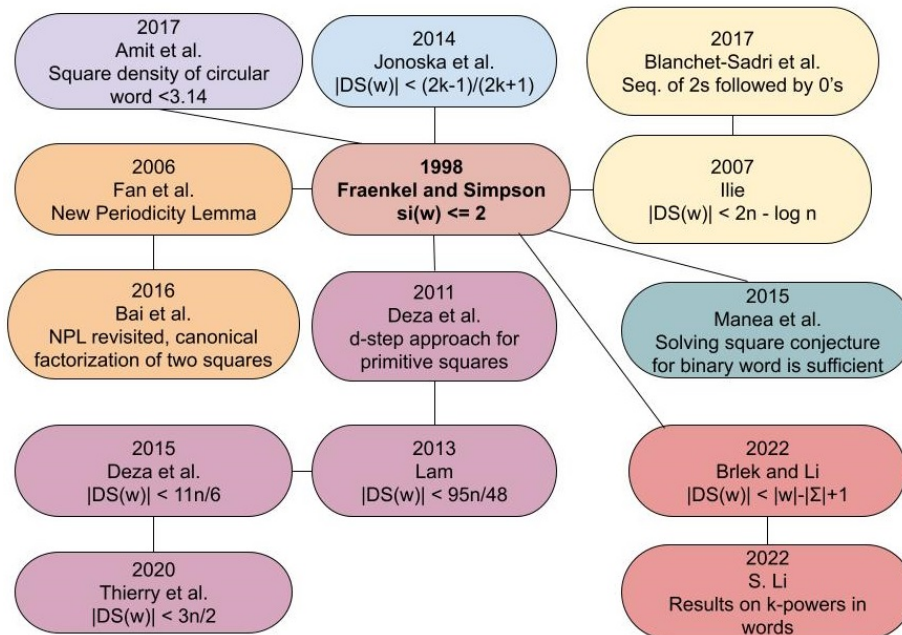 2017
Amit et al.
Square density of circular
word <3.14
2014
Jonoska et al.
|DS(w)| < (2k-1)/(2k+1)
2017
Blanchet-Sadri et al.
Seq. of 2s followed by 0's
2006
Fan et al.
New Periodicity Lemma
1998
Fraenkel and Simpson
si(w) <= 2
2007
Ilie
|DS(w)| < 2n - log n
2016
Bai et al.
NPL revisited, canonical
factorization of two squares
2011
Deza et al.
d-step approach for
primitive squares
2015
Manea et al.
Solving square conjecture
for binary word is sufficient
2015
Deza et al.
|DS(w)| < 11n/6
2013
Lam
|DS(w)| < 95n/48
2022
Brlek and Li
|DS(w)| < |w|-|Σ|+1
2020
Thierry et al.
|DS(w)| < 3n/2
2022
S. Li
Results on k-powers in
words